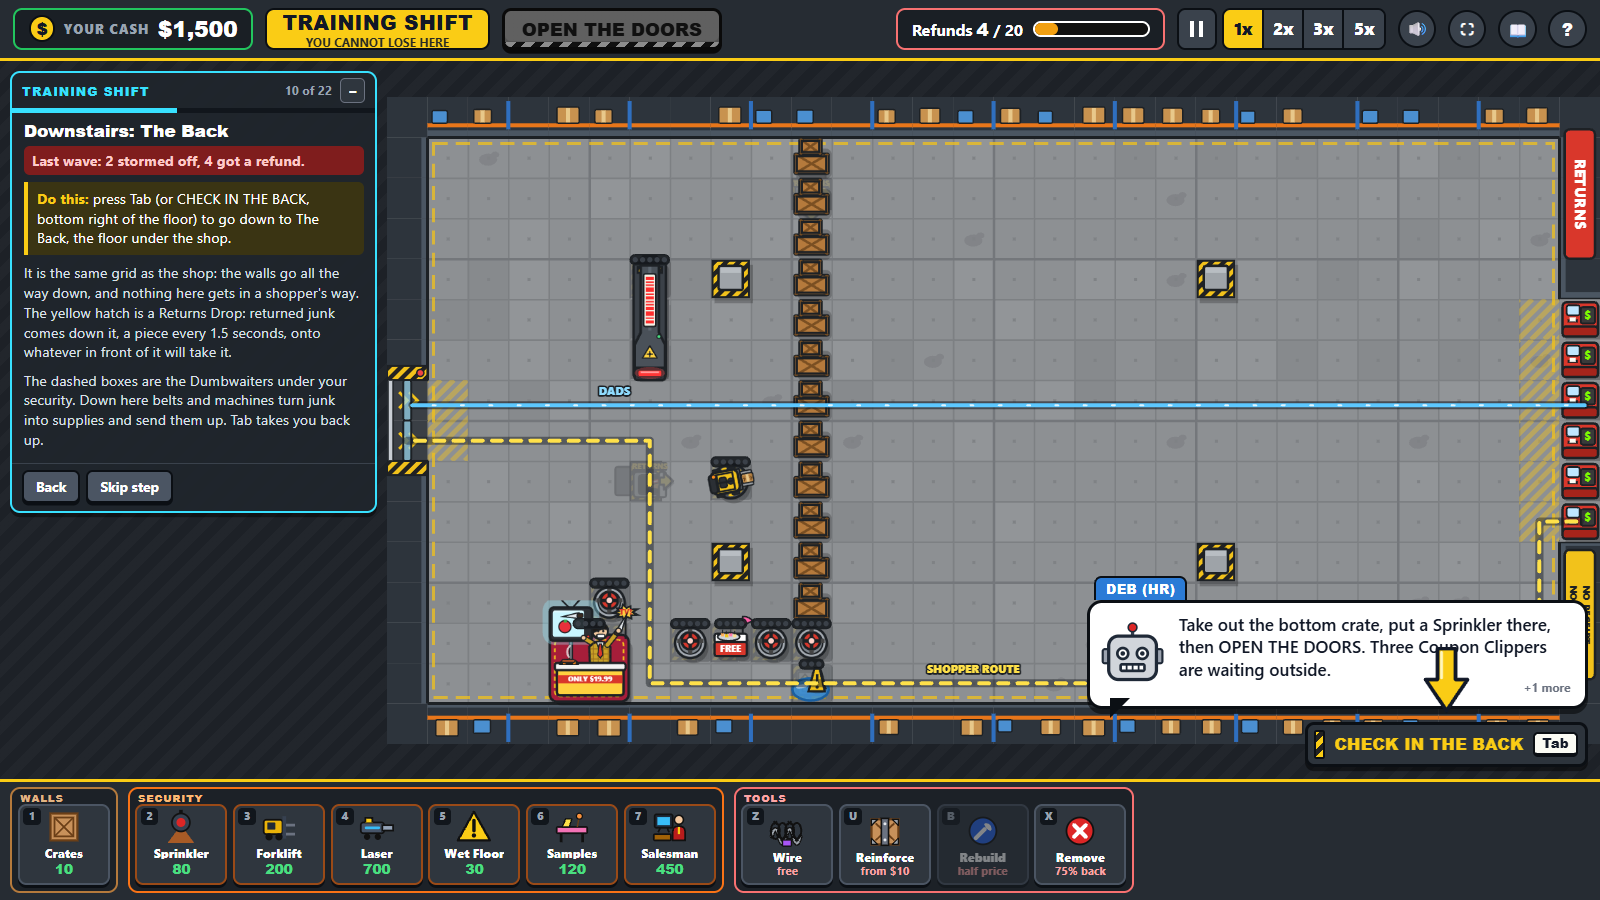 YOUR CASH $1,500
TRAINING SHIFT
YOU CANNOT LOSE HERE
OPEN THE DOORS
Refunds 4 / 20
1x 2x 3x 5x
?
TRAINING SHIFT
10 of 22
Downstairs: The Back
Last wave: 2 stormed off, 4 got a refund.
Do this: press Tab (or CHECK IN THE BACK,
bottom right of the floor) to go down to The
Back, the floor under the shop.
It is the same grid as the shop: the walls go all the
way down, and nothing here gets in a shopper's way.
The yellow hatch is a Returns Drop: returned junk
comes down it, a piece every 1.5 seconds, onto
whatever in front of it will take it.
The dashed boxes are the Dumbwaiters under your
security. Down here belts and machines turn junk
into supplies and send them up. Tab takes you back
up.
Back
Skip step
RETURNS
DADS
FREE
ONLY $19.99
SHOPPER ROUTE
DEB (HR)
Take out the bottom crate, put a Sprinkler there,
then OPEN THE DOORS. Three Coupon Clippers
are waiting outside.
+1 more
CHECK IN THE BACK Tab
WALLS
1
Crates
10
SECURITY
2
Sprinkler
80
3
Forklift
200
4
Laser
700
5
Wet Floor
30
6
Samples
120
7
Salesman
450
TOOLS
Z
Wire
free
U
Reinforce
from $10
B
Rebuild
half price
X
Remove
75% back